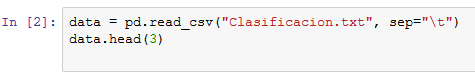 In [2]: data = pd.read_csv("Clasificacion.txt", sep="\t")
data.head(3)